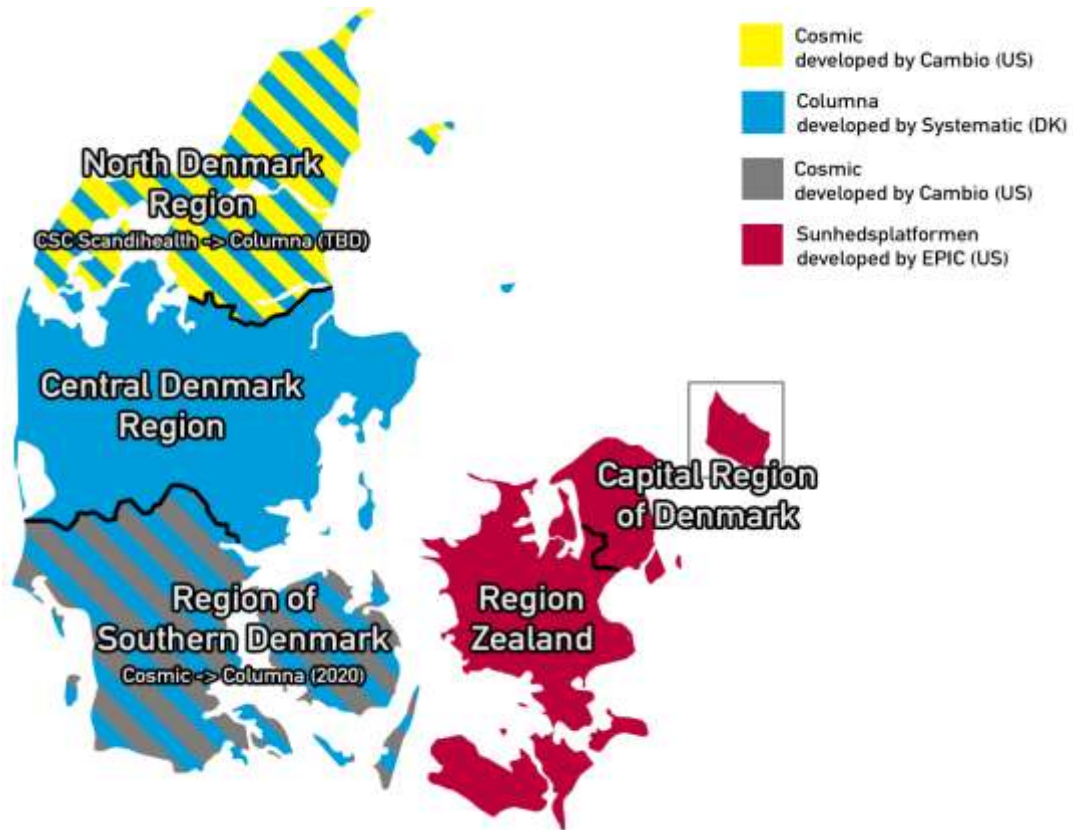 Cosmic
developed by Cambio (US)
Columna
developed by Systematic (DK)
Cosmic
developed by Cambio (US)
Sunhedsplatformen
developed by EPIC (US)
North Denmark
Region
CSC Scandihealth -> Columna (TBD)
Central Denmark
Region
Capital Region
of Denmark
Region of
Southern Denmark
Cosmic -> Columna (2020)
Region
Zealand